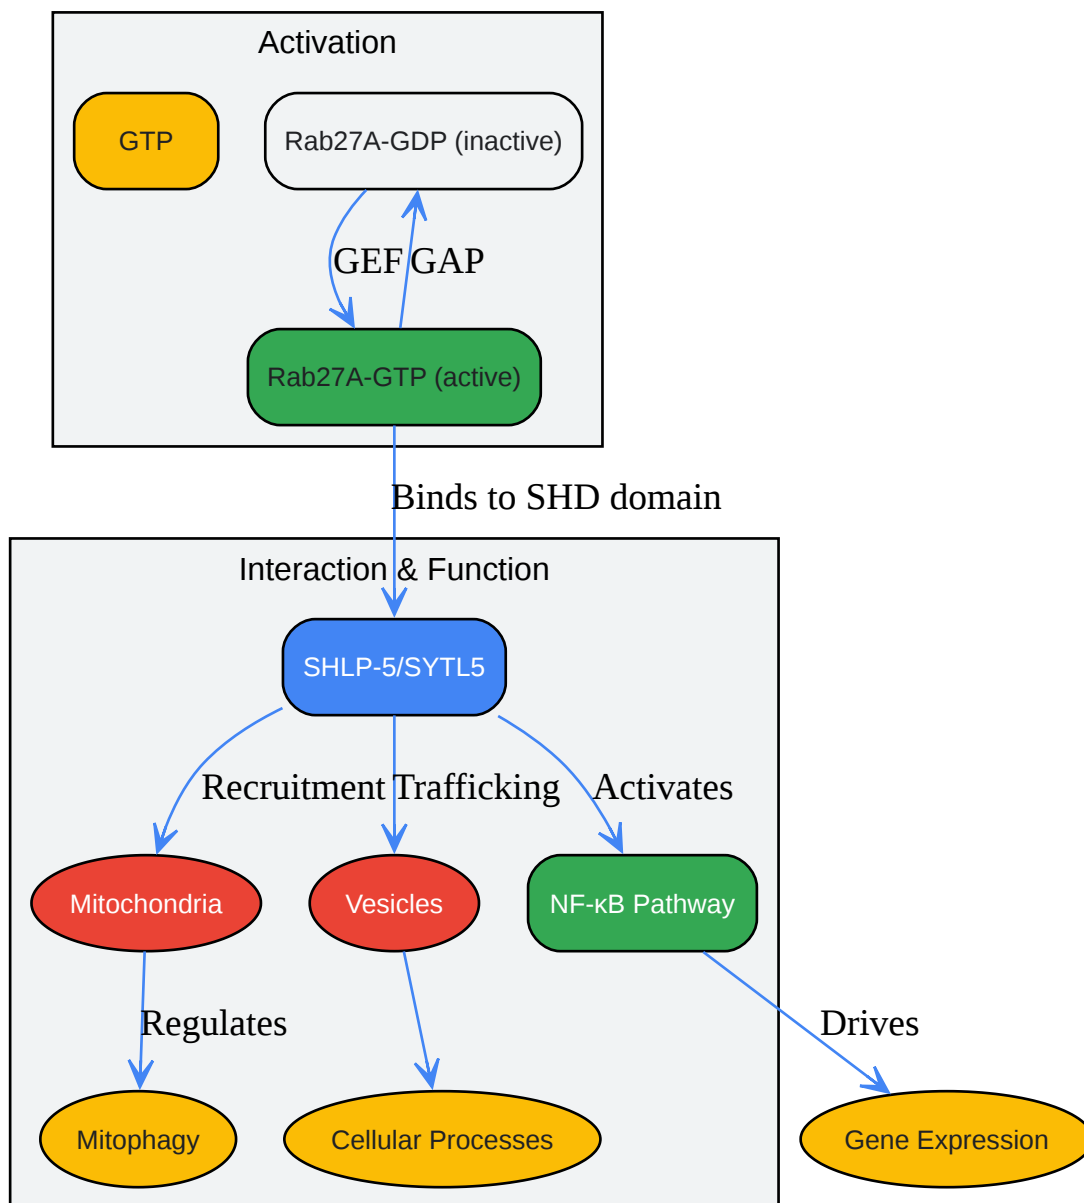 Activation
GTP
Rab27A-GDP (inactive)
GEF
GAP
Rab27A-GTP (active)
Binds to SHD domain
Interaction & Function
SHLP-5/SYTL5
Recruitment
Trafficking
Activates
Mitochondria
Vesicles
NF-κB Pathway
Regulates
Drives
Mitophagy
Cellular Processes
Gene Expression